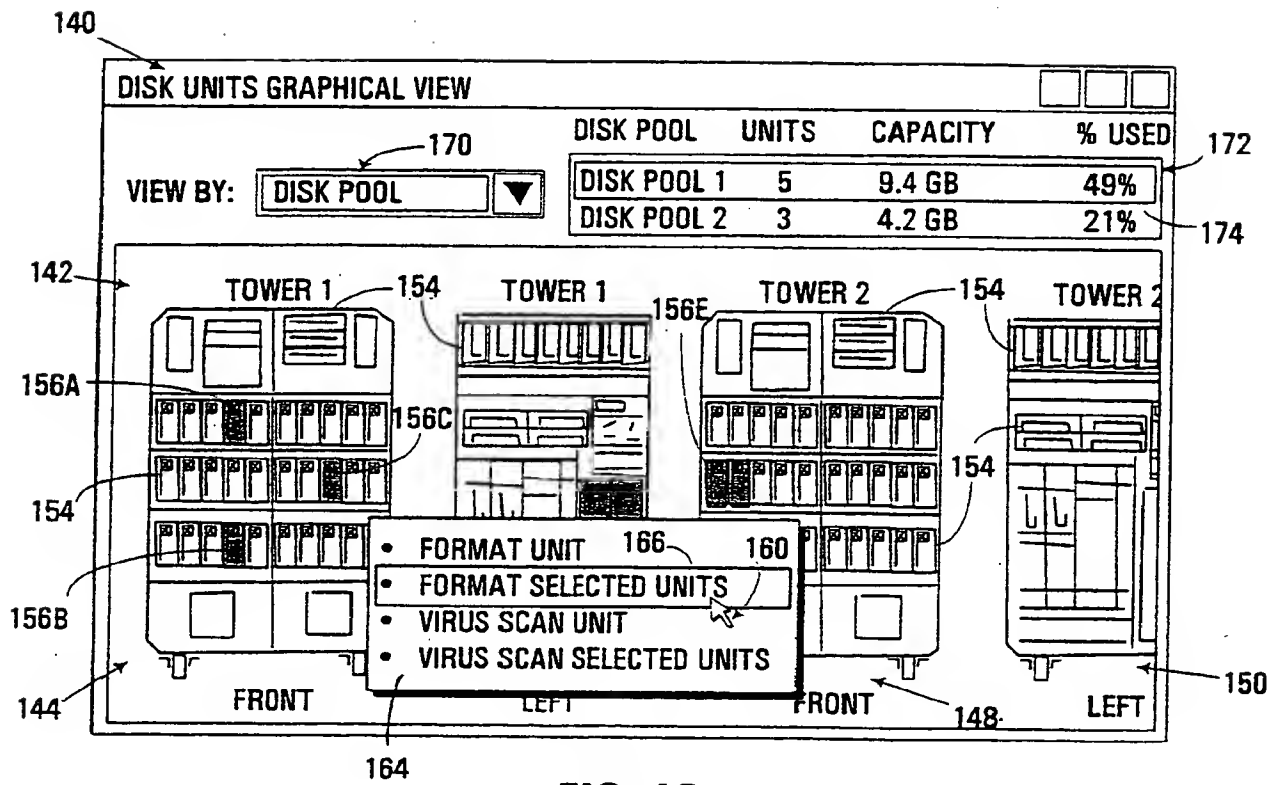 140
DISK UNITS GRAPHICAL VIEW
DISK POOL UNITS CAPACITY % USED
170
172
VIEW BY: DISK POOL
DISK POOL 1 5 9.4 GB 49%
DISK POOL 2 3 4.2 GB 21%
174
142
TOWER 1 154 TOWER 1 156E TOWER 2 154 TOWER 2
156A
156C
154
154
156B
FORMAT UNIT 166 160
• FORMAT SELECTED UNITS
• VIRUS SCAN UNIT
• VIRUS SCAN SELECTED UNITS
144
FRONT LEFT FRONT 148 LEFT
150
164